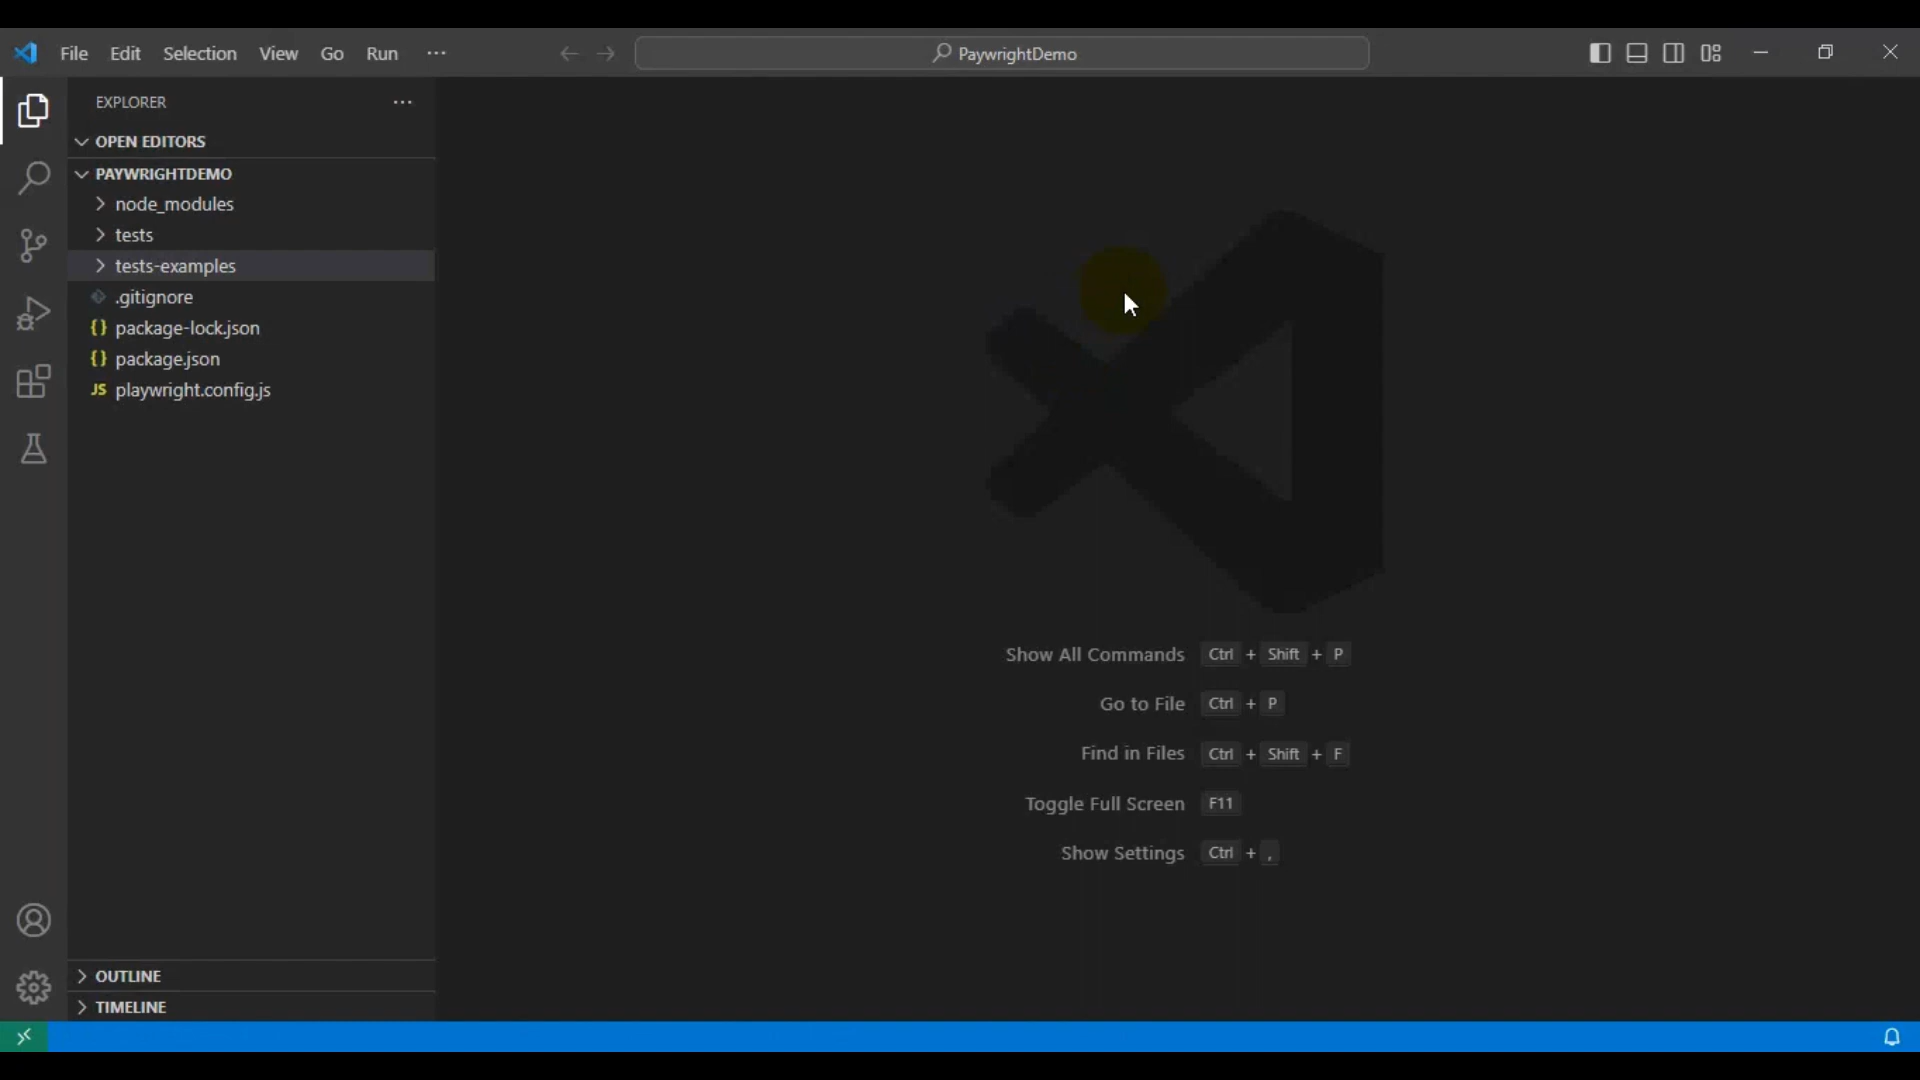 File Edit Selection View Go Run ···
PaywrightDemo
EXPLORER
OPEN EDITORS
PAYWRIGHTDEMO
node_modules
tests
tests-examples
.gitignore
{} package-lock.json
{} package.json
JS playwright.config.js
Show All Commands Ctrl + Shift + P
Go to File Ctrl + P
Find in Files Ctrl + Shift + F
Toggle Full Screen F11
Show Settings Ctrl + ,
OUTLINE
TIMELINE